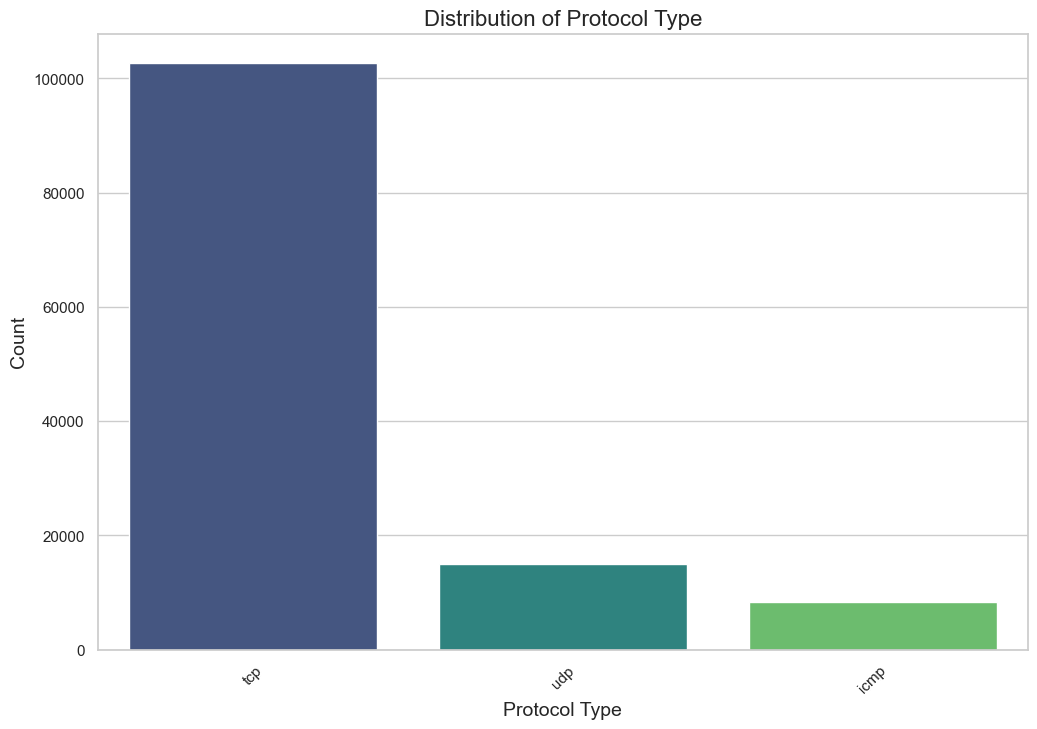 Distribution of Protocol Type
100000
80000
60000
40000
20000
0
Count
tcp
udp
icmp
Protocol Type